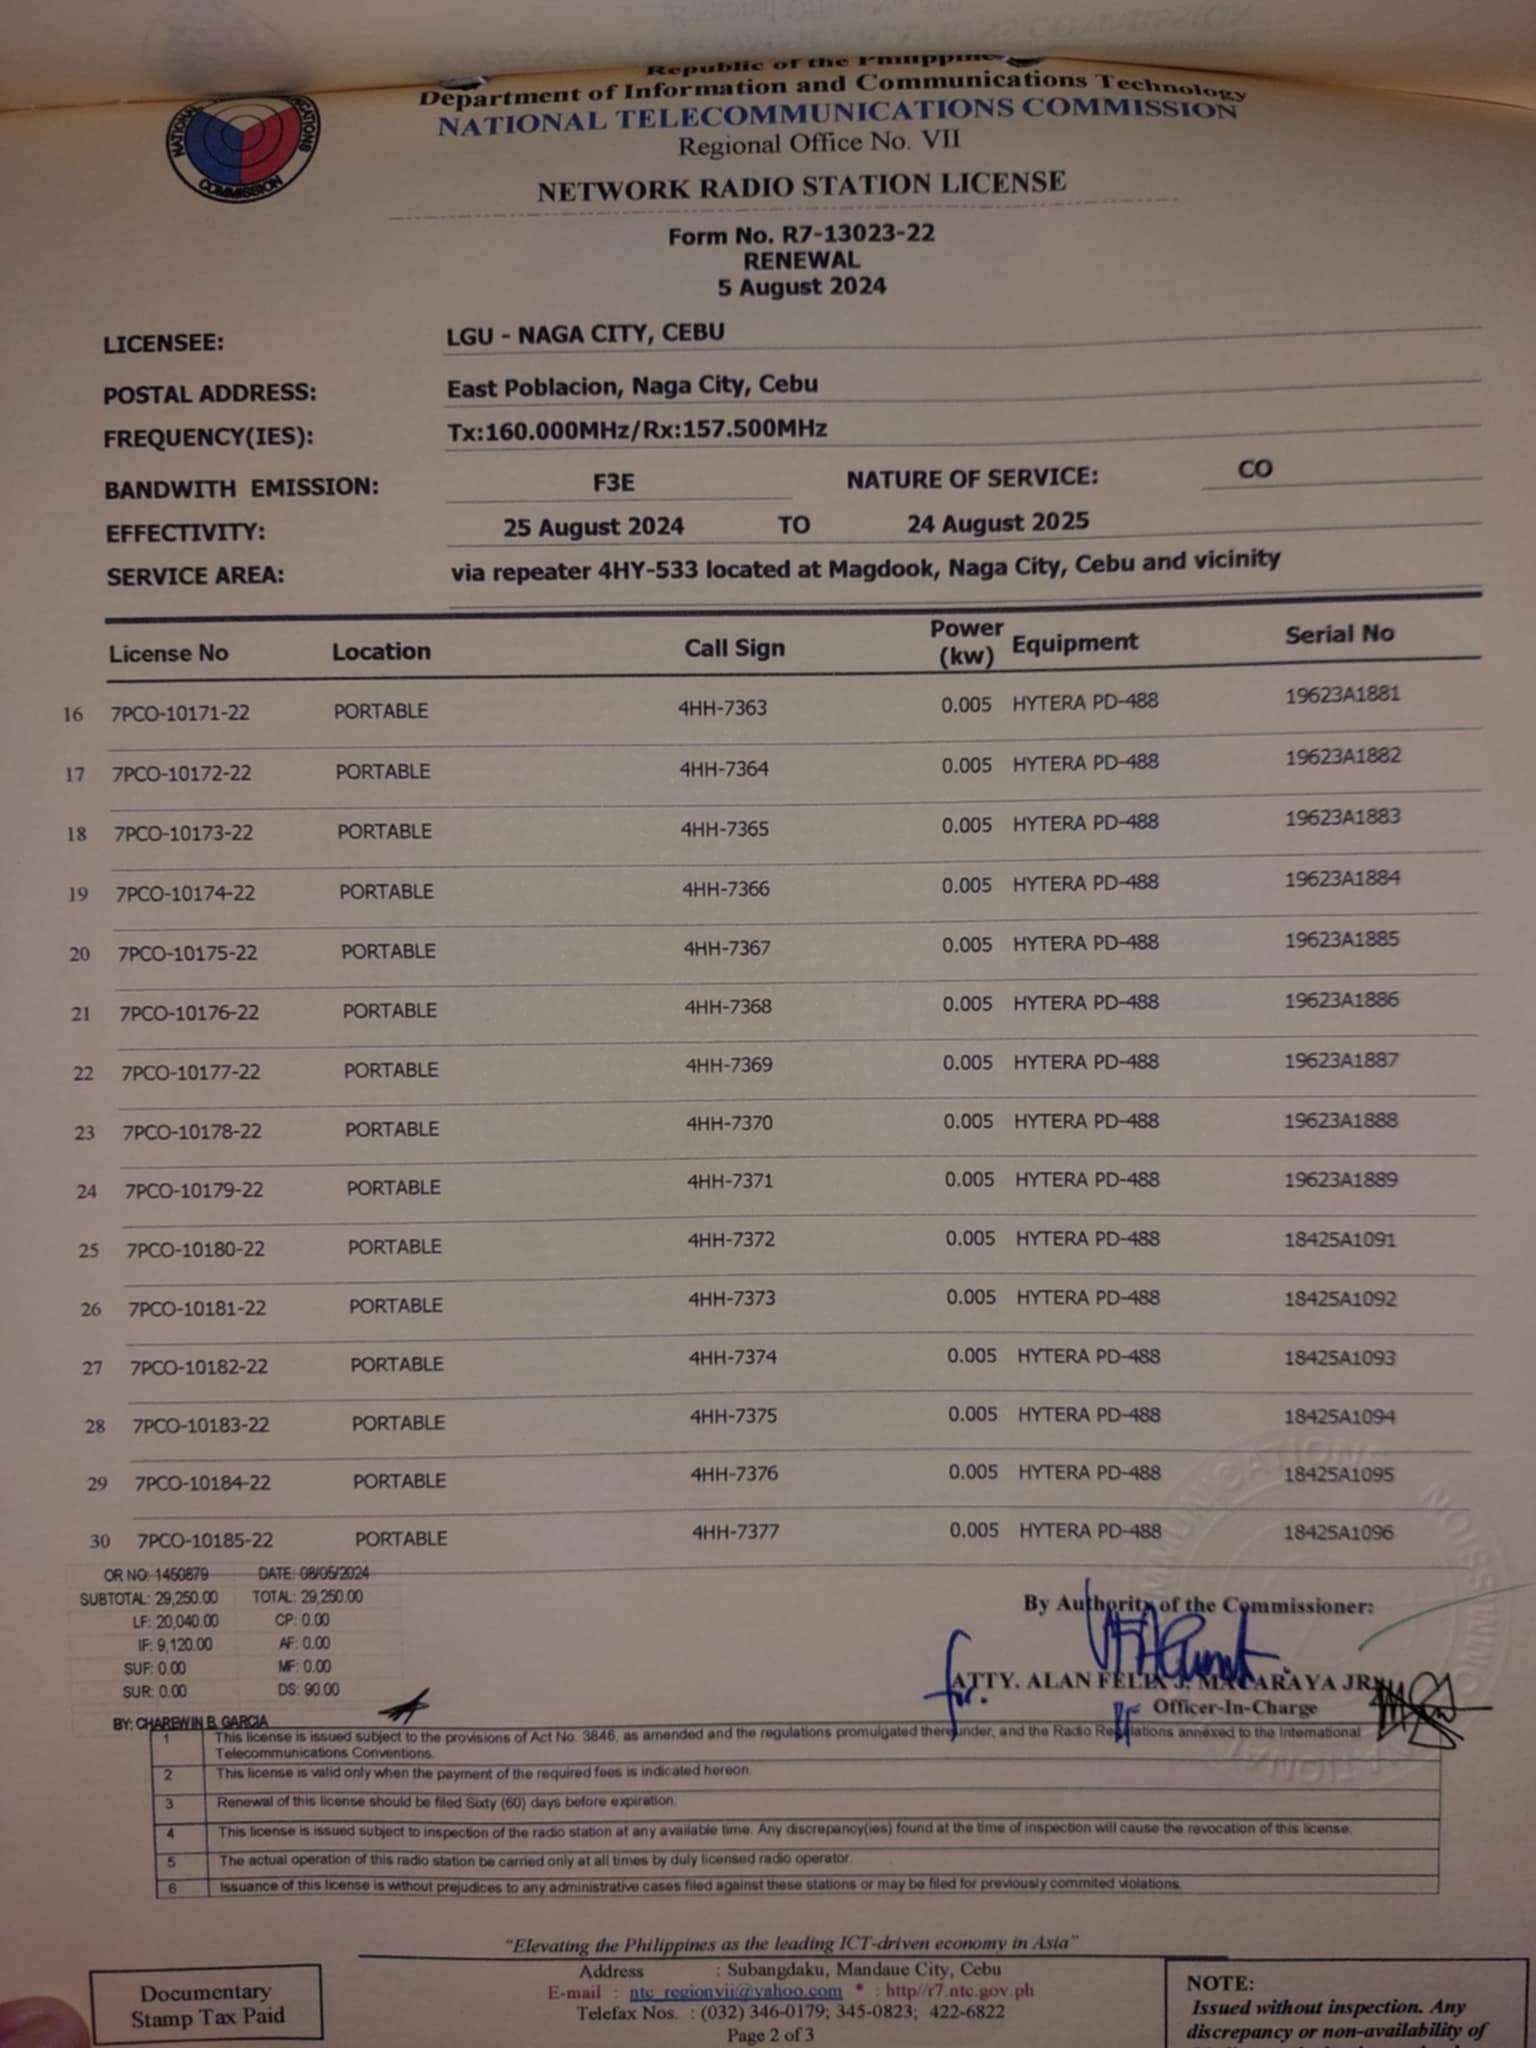 Republic of the Philippine
Department of Information and Communications Technology
NATIONAL TELECOMMUNICATIONS COMMISSION
Regional Office No. VII
NETWORK RADIO STATION LICENSE
Form No. R7-13023-22
RENEWAL
5 August 2024
LICENSEE: LGU - NAGA CITY, CEBU
POSTAL ADDRESS: East Poblacion, Naga City, Cebu
FREQUENCY(IES): Tx:160.000MHz/Rx:157.500MHz
BANDWITH EMISSION: F3E NATURE OF SERVICE: CO
EFFECTIVITY: 25 August 2024 TO 24 August 2025
SERVICE AREA: via repeater 4HY-533 located at Magdook, Naga City, Cebu and vicinity
License No Location Call Sign Power (kw) Equipment Serial No
16 7PCO-10171-22 PORTABLE 4HH-7363 0.005 HYTERA PD-488 19623A1881
17 7PCO-10172-22 PORTABLE 4HH-7364 0.005 HYTERA PD-488 19623A1882
18 7PCO-10173-22 PORTABLE 4HH-7365 0.005 HYTERA PD-488 19623A1883
19 7PCO-10174-22 PORTABLE 4HH-7366 0.005 HYTERA PD-488 19623A1884
20 7PCO-10175-22 PORTABLE 4HH-7367 0.005 HYTERA PD-488 19623A1885
21 7PCO-10176-22 PORTABLE 4HH-7368 0.005 HYTERA PD-488 19623A1886
22 7PCO-10177-22 PORTABLE 4HH-7369 0.005 HYTERA PD-488 19623A1887
23 7PCO-10178-22 PORTABLE 4HH-7370 0.005 HYTERA PD-488 19623A1888
24 7PCO-10179-22 PORTABLE 4HH-7371 0.005 HYTERA PD-488 19623A1889
25 7PCO-10180-22 PORTABLE 4HH-7372 0.005 HYTERA PD-488 18425A1091
26 7PCO-10181-22 PORTABLE 4HH-7373 0.005 HYTERA PD-488 18425A1092
27 7PCO-10182-22 PORTABLE 4HH-7374 0.005 HYTERA PD-488 18425A1093
28 7PCO-10183-22 PORTABLE 4HH-7375 0.005 HYTERA PD-488 18425A1094
29 7PCO-10184-22 PORTABLE 4HH-7376 0.005 HYTERA PD-488 18425A1095
30 7PCO-10185-22 PORTABLE 4HH-7377 0.005 HYTERA PD-488 18425A1096
OR NO: 1450879 DATE: 08/05/2024
SUBTOTAL: 29,250.00 TOTAL: 29,250.00
LF: 20,040.00 CP: 0.00
IF: 9,120.00 AF: 0.00
SUF: 0.00 MF: 0.00
SUR: 0.00 DS: 90.00
BY: CHAREWIN B. GARCIA
By Authority of the Commissioner:
for: ATTY. ALAN FELIX J. MACARAYA JR.
Officer-In-Charge
1 This license is issued subject to the provisions of Act No. 3846, as amended and the regulations promulgated thereunder, and the Radio Regulations annexed to the International
Telecommunications Conventions.
2 This license is valid only when the payment of the required fees is indicated hereon.
3 Renewal of this license should be filed Sixty (60) days before expiration.
4 This license is issued subject to inspection of the radio station at any available time. Any discrepancy(ies) found at the time of inspection will cause the revocation of this license.
5 The actual operation of this radio station be carried only at all times by duly licensed radio operator.
6 Issuance of this license is without prejudices to any administrative cases filed against these stations or may be filed for previously commited violations.
"Elevating the Philippines as the leading ICT-driven economy in Asia"
Address : Subangdaku, Mandaue City, Cebu
E-mail : ntc_regionvii@yahoo.com * : http//r7.ntc.gov.ph
Telefax Nos. : (032) 346-0179; 345-0823; 422-6822
Page 2 of 3
Documentary
Stamp Tax Paid
NOTE:
Issued without inspection. Any
discrepancy or non-availability of